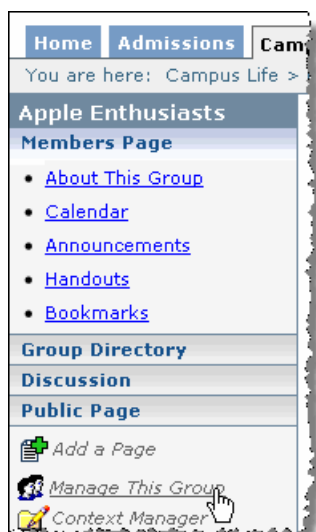 Home Admissions Cam
You are here: Campus Life >
Apple Enthusiasts
Members Page
About This Group
Calendar
Announcements
Handouts
Bookmarks
Group Directory
Discussion
Public Page
Add a Page
Manage This Group
Context Manager